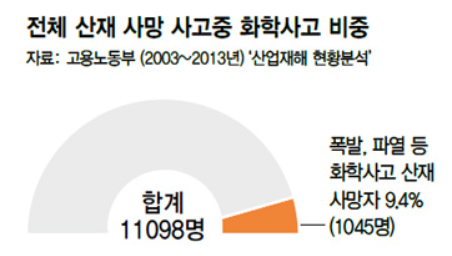 전체 산재 사망 사고중 화학사고 비중
자료: 고용노동부 (2003~2013년) '산업재해 현황분석'
폭발, 파열 등
화학사고 산재
사망자 9.4%
(1045명)
합계
11098명